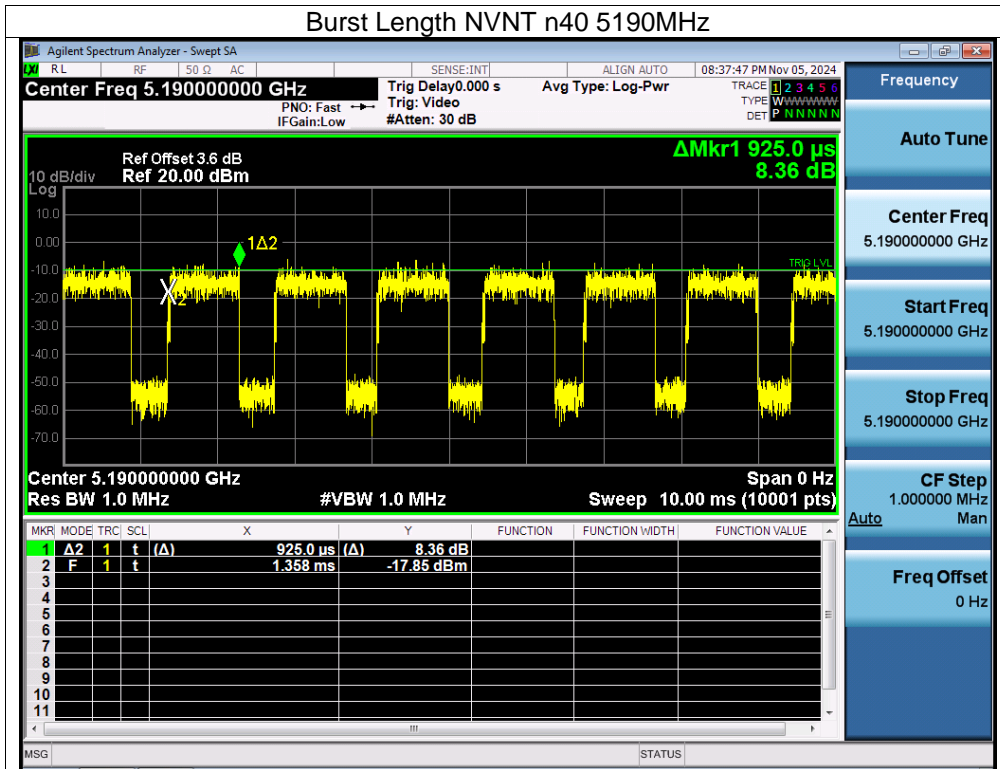 Burst Length NVNT n40 5190MHz
Agilent Spectrum Analyzer - Swept SA
LXI RL RF 50 Ω AC SENSE:INT ALIGN AUTO 08:37:47 PM Nov 05, 2024
Center Freq 5.190000000 GHz Trig Delay0.000 s Avg Type: Log-Pwr TRACE 1 2 3 4 5 6
PNO: Fast Trig: Video TYPE WWWWWWW
IFGain:Low #Atten: 30 dB DET P N N N N N
Frequency
Auto Tune
Center Freq
5.190000000 GHz
Start Freq
5.190000000 GHz
Stop Freq
5.190000000 GHz
CF Step
1.000000 MHz
Auto Man
Freq Offset
0 Hz
ΔMkr1 925.0 µs
8.36 dB
Ref Offset 3.6 dB
10 dB/div Ref 20.00 dBm
Log
10.0
0.00
-10.0
-20.0
-30.0
-40.0
-50.0
-60.0
-70.0
1Δ2
TRIG LVL
2
Center 5.190000000 GHz Span 0 Hz
Res BW 1.0 MHz #VBW 1.0 MHz Sweep 10.00 ms (10001 pts)
MKR MODE TRC SCL X Y FUNCTION FUNCTION WIDTH FUNCTION VALUE
1 Δ2 1 t (Δ) 925.0 µs (Δ) 8.36 dB
2 F 1 t 1.358 ms -17.85 dBm
3
4
5
6
7
8
9
10
11
MSG STATUS